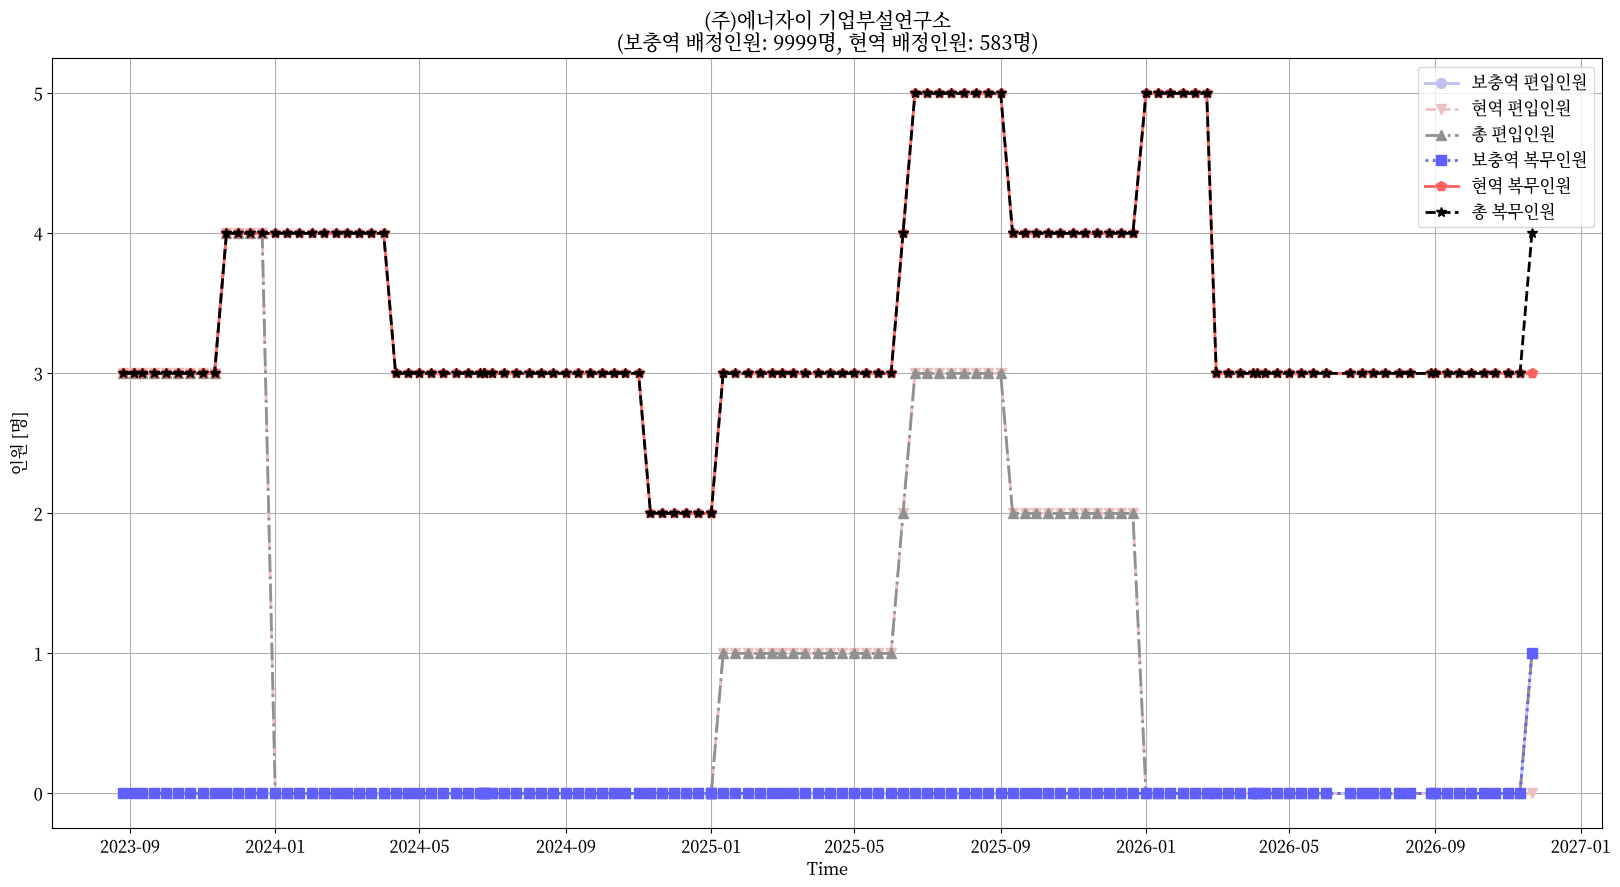 (주)에너자이 기업부설연구소
(보충역 배정인원: 9999명, 현역 배정인원: 583명)
보충역 편입인원
현역 편입인원
총 편입인원
보충역 복무인원
현역 복무인원
총 복무인원
인원 [명]
5
4
3
2
1
0
2023-09
2024-01
2024-05
2024-09
2025-01
2025-05
2025-09
2026-01
2026-05
2026-09
2027-01
Time